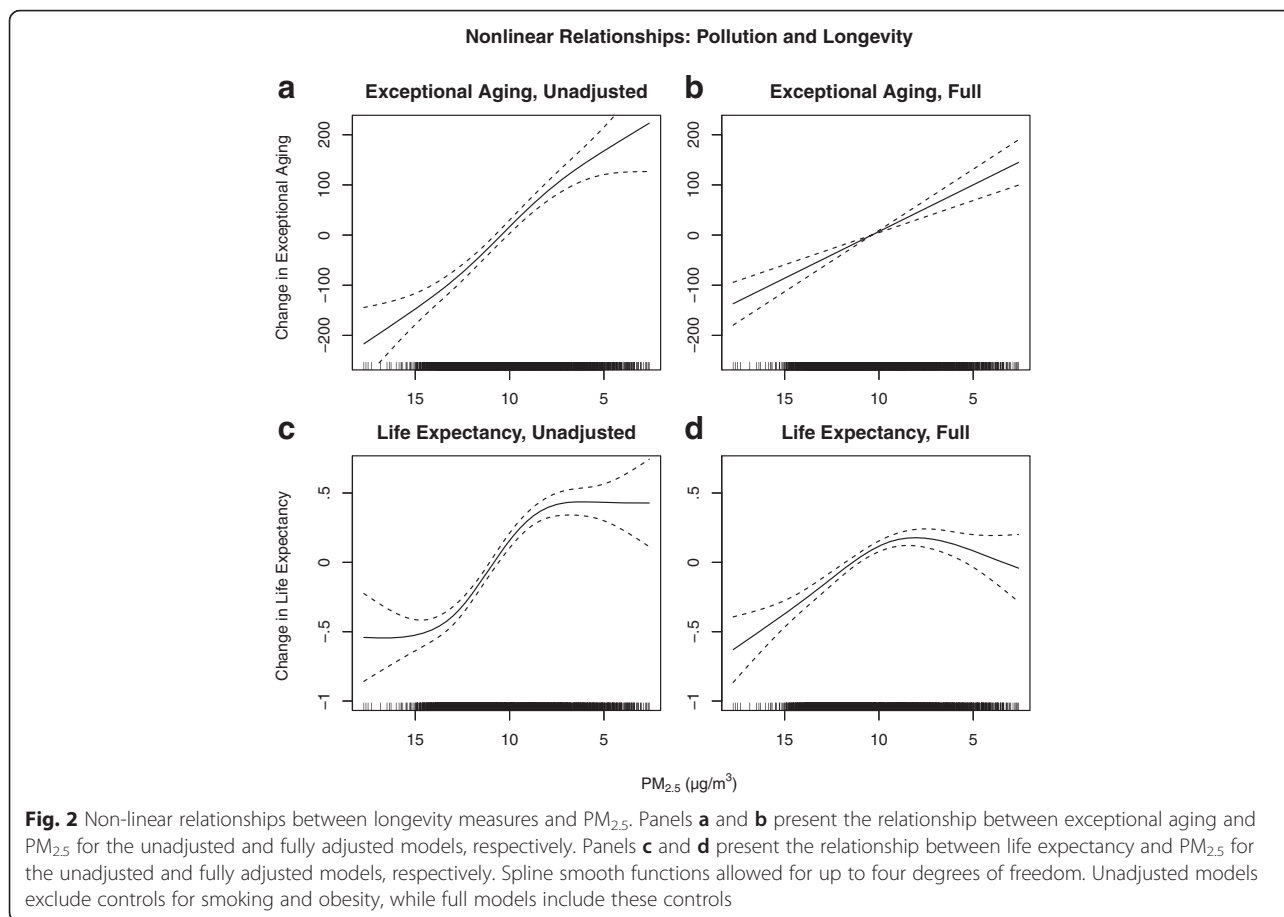 Nonlinear Relationships: Pollution and Longevity
a Exceptional Aging, Unadjusted
b Exceptional Aging, Full
Change in Exceptional Aging
200
100
0
−100
−200
15 10 5
15 10 5
c Life Expectancy, Unadjusted
d Life Expectancy, Full
Change in Life Expectancy
.5
0
−.5
−1
15 10 5
15 10 5
PM2.5 (µg/m³)
Fig. 2 Non-linear relationships between longevity measures and PM2.5. Panels a and b present the relationship between exceptional aging and
PM2.5 for the unadjusted and fully adjusted models, respectively. Panels c and d present the relationship between life expectancy and PM2.5 for
the unadjusted and fully adjusted models, respectively. Spline smooth functions allowed for up to four degrees of freedom. Unadjusted models
exclude controls for smoking and obesity, while full models include these controls
200
100
0
−100
−200
.5
0
−.5
−1